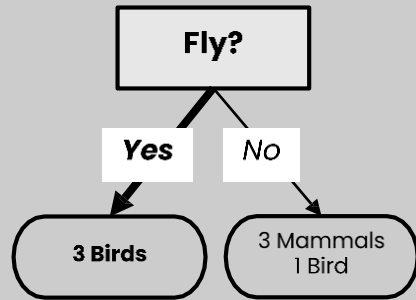 Fly?
Yes
No
3 Birds
3 Mammals
1 Bird